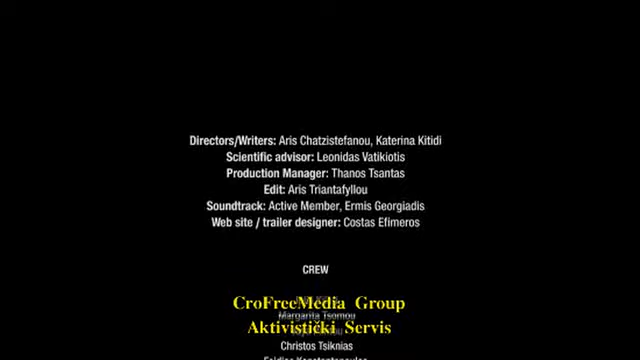 Directors/Writers: Aris Chatzistefanou, Katerina Kitidi
Scientific advisor: Leonidas Vatikiotis
Production Manager: Thanos Tsantas
Edit: Aris Triantafyllou
Soundtrack: Active Member, Ermis Georgiadis
Web site / trailer designer: Costas Efimeros
CREW
CroFreeMedia Group
Margarita Tsomou
Aktivistički Servis
Christos Tsiknias